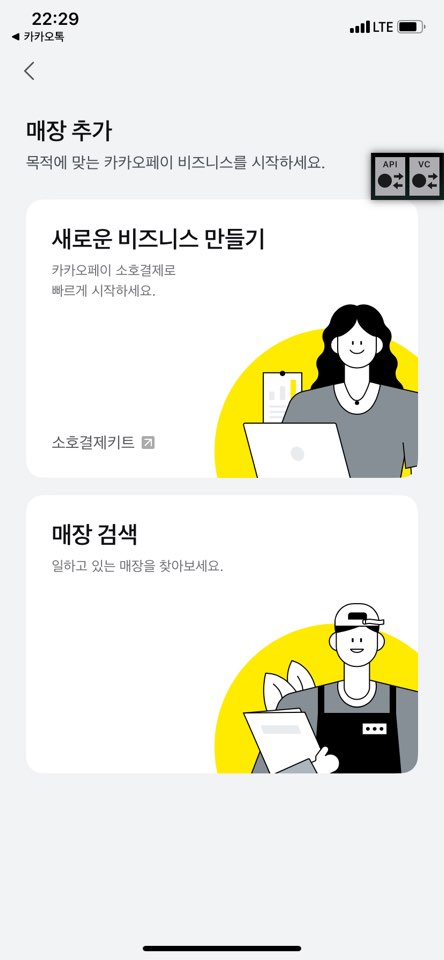 22:29
LTE
◀ 카카오톡
매장 추가
목적에 맞는 카카오페이 비즈니스를 시작하세요.
API
VC
새로운 비즈니스 만들기
카카오페이 소호결제로
빠르게 시작하세요.
소호결제키트
매장 검색
일하고 있는 매장을 찾아보세요.